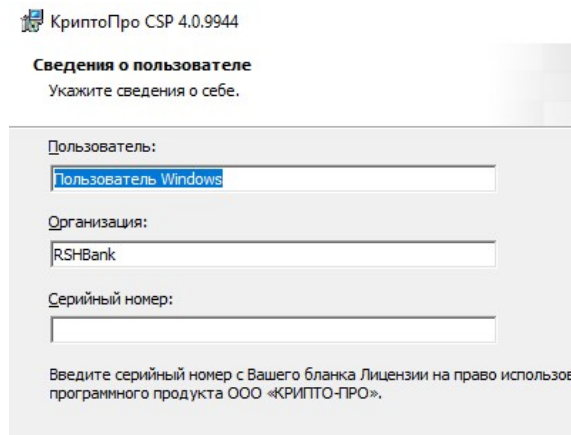 КриптоПро CSP 4.0.9944
Сведения о пользователе
Укажите сведения о себе.
Пользователь:
Пользователь Windows
Организация:
RSHBank
Серийный номер:
Введите серийный номер с Вашего бланка Лицензии на право
программного продукта ООО «КРИПТО-ПРО».